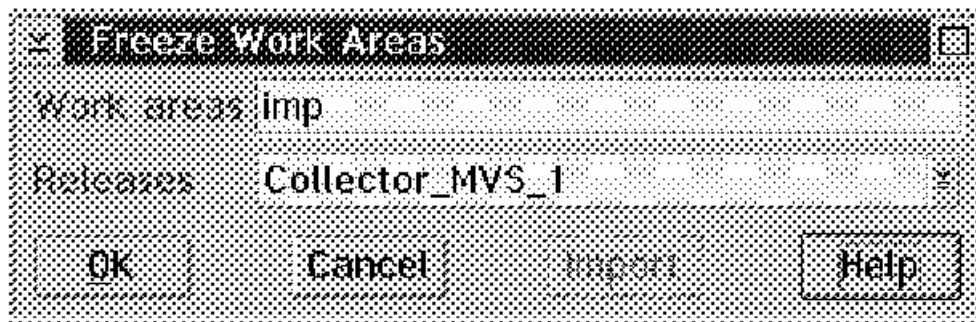 Freeze Work Areas
Work areas imp
Releases Collector_MVS_1
OK Cancel Import Help